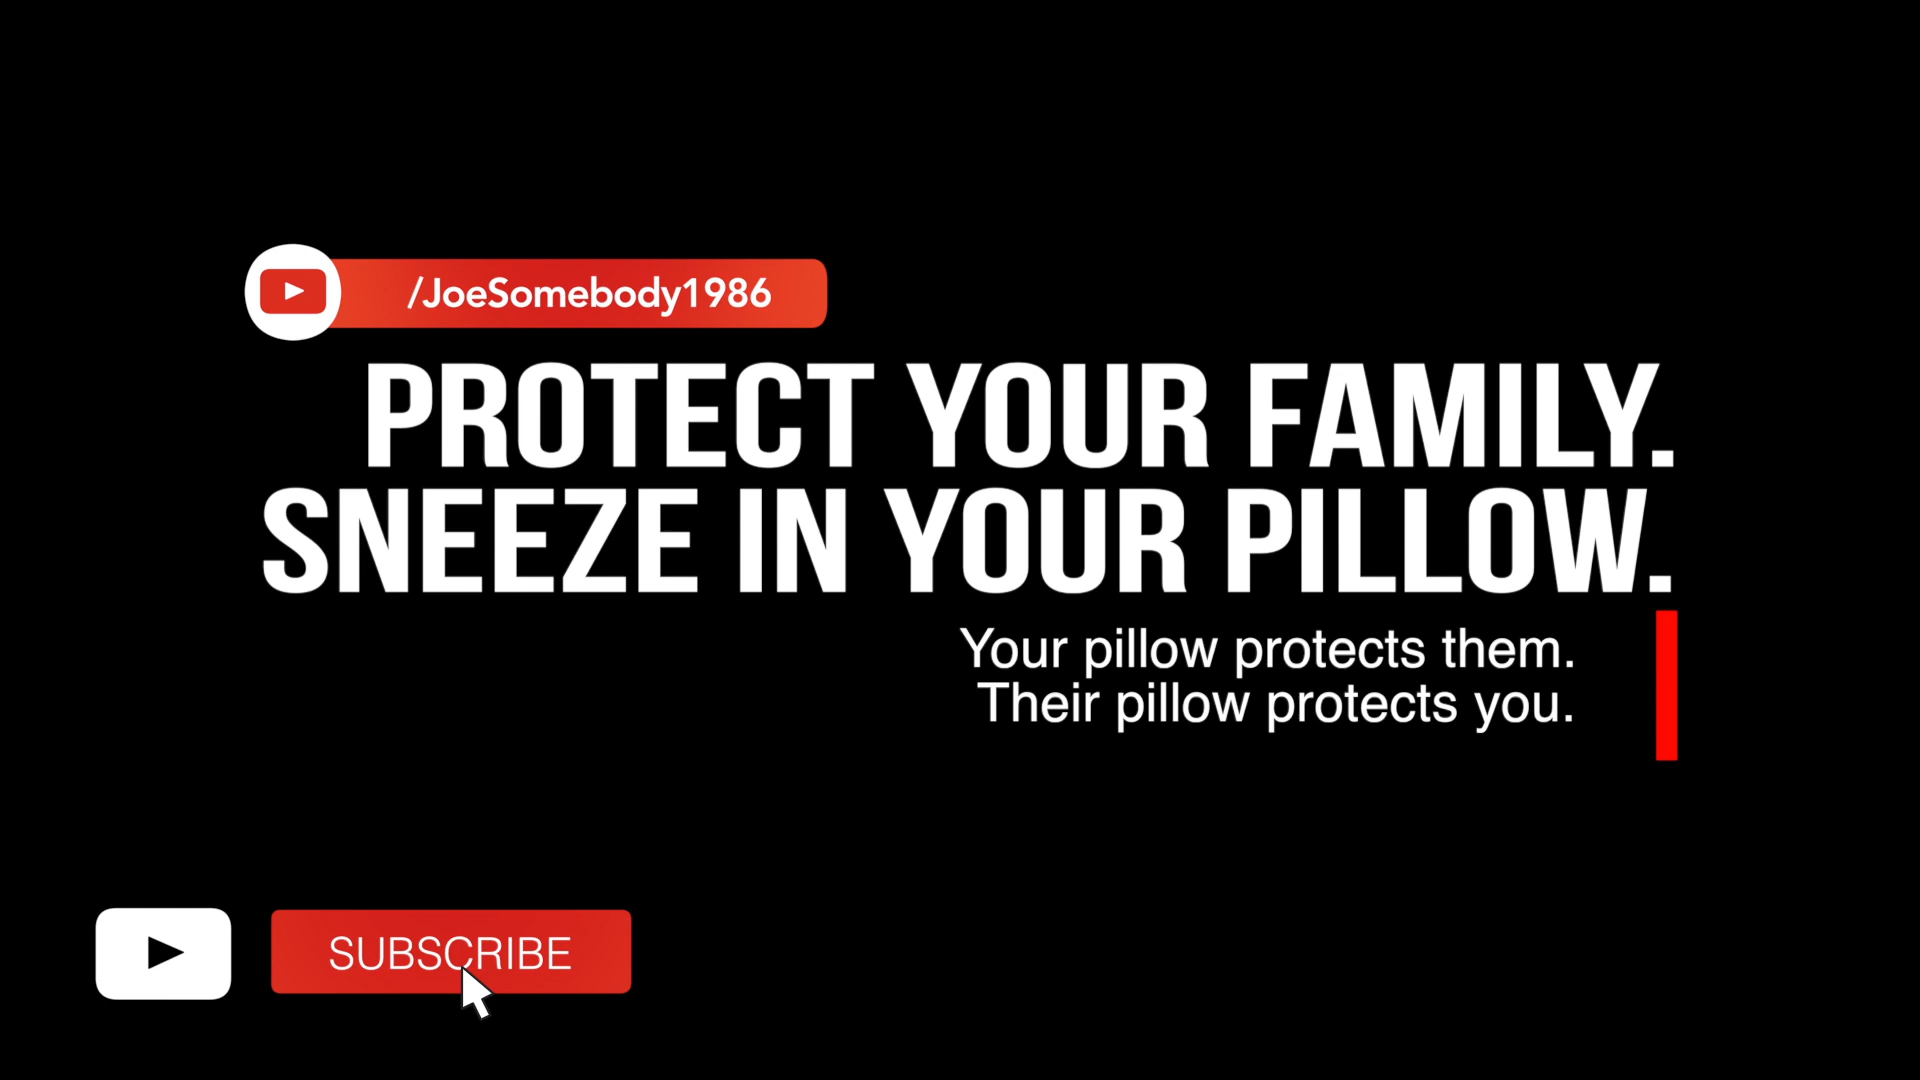 /JoeSomebody1986
PROTECT YOUR FAMILY.
SNEEZE IN YOUR PILLOW.
Your pillow protects them.
Their pillow protects you.
SUBSCRIBE